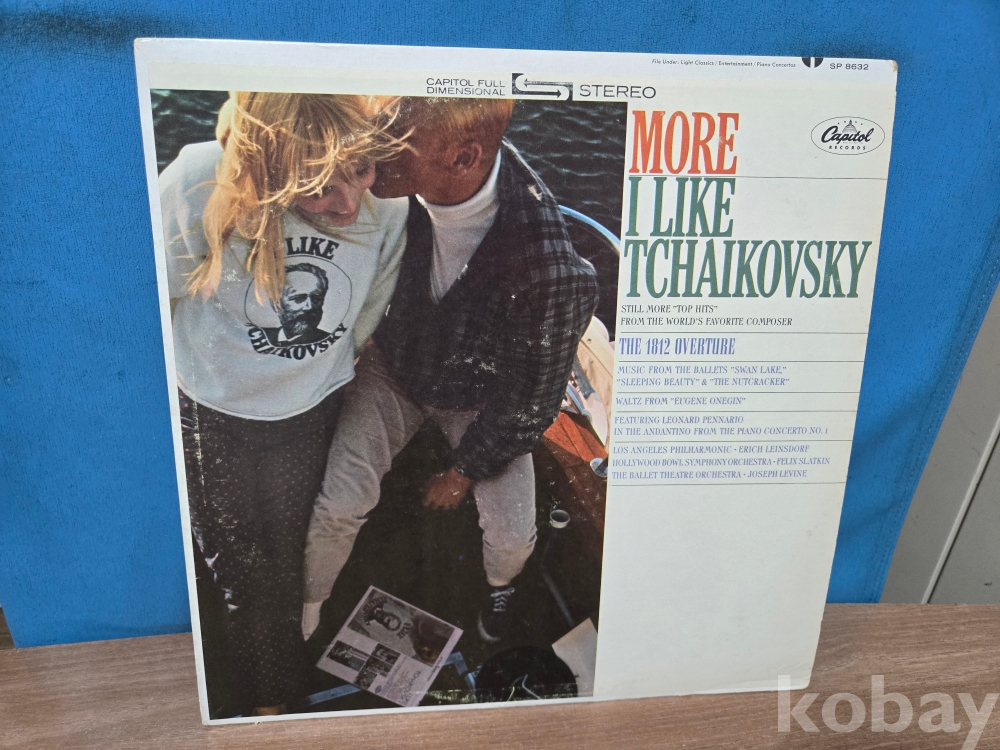 File Under: Light Classics / Entertainment / Piano Concertos
SP 8632
CAPITOL FULL
DIMENSIONAL
STEREO
Capitol
RECORDS
MORE
I LIKE
TCHAIKOVSKY
STILL MORE "TOP HITS"
FROM THE WORLD'S FAVORITE COMPOSER
THE 1812 OVERTURE
MUSIC FROM THE BALLETS "SWAN LAKE,"
"SLEEPING BEAUTY" & "THE NUTCRACKER"
WALTZ FROM "EUGENE ONEGIN"
FEATURING LEONARD PENNARIO
IN THE ANDANTINO FROM THE PIANO CONCERTO NO. 1
LOS ANGELES PHILHARMONIC • ERICH LEINSDORF
HOLLYWOOD BOWL SYMPHONY ORCHESTRA • FELIX SLATKIN
THE BALLET THEATRE ORCHESTRA • JOSEPH LEVINE
LIKE
TCHAIKOVSKY
kobay